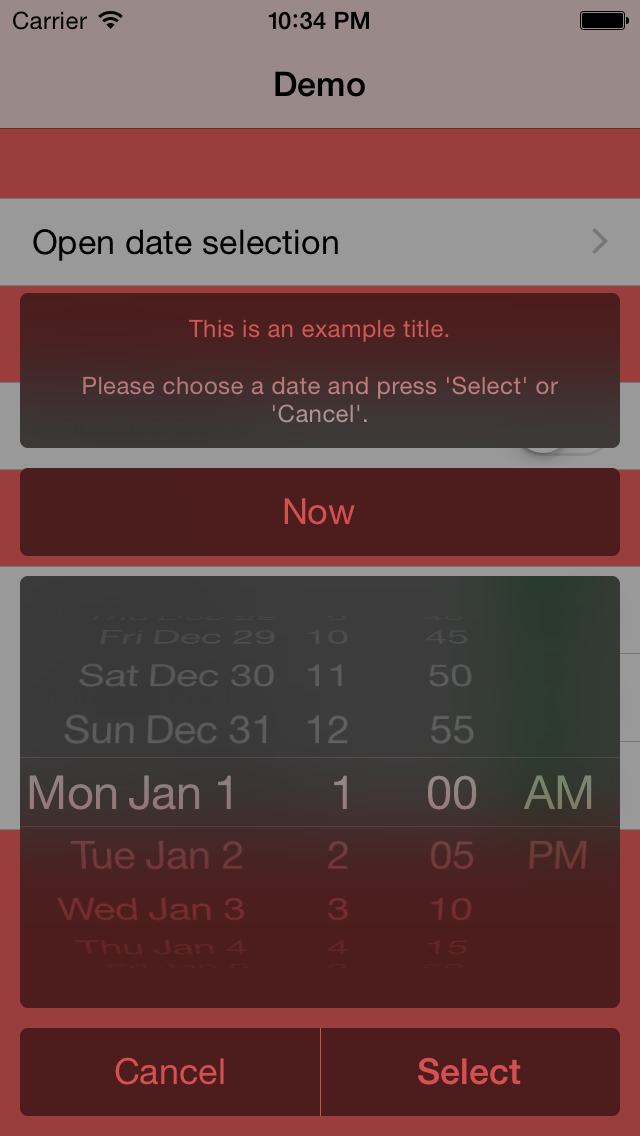 Carrier 10:34 PM
Demo
Open date selection
This is an example title.
Please choose a date and press 'Select' or
'Cancel'.
Now
Fri Dec 29 10 45
Sat Dec 30 11 50
Sun Dec 31 12 55
Mon Jan 1 1 00 AM
Tue Jan 2 2 05 PM
Wed Jan 3 3 10
Thu Jan 4 4 15
Cancel Select